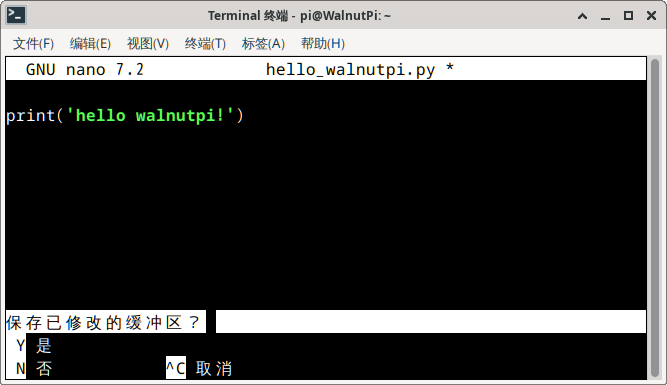 Terminal 终端 - pi@WalnutPi: ~
文件(F) 编辑(E) 视图(V) 终端(T) 标签(A) 帮助(H)
GNU nano 7.2 hello_walnutpi.py *
print('hello walnutpi!')
保存已修改的缓冲区？
Y 是
N 否 ^C 取消